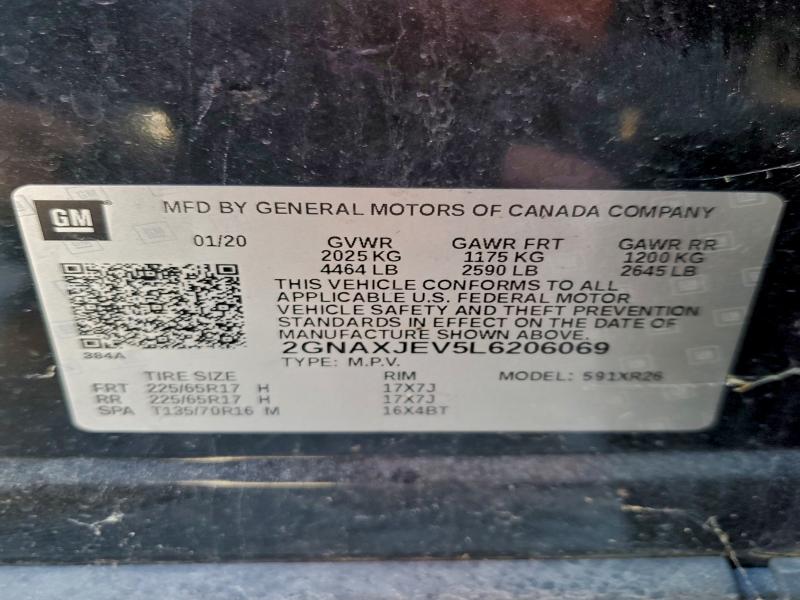 GM MFD BY GENERAL MOTORS OF CANADA COMPANY
01/20 GVWR GAWR FRT GAWR RR
2025 KG 1175 KG 1200 KG
4464 LB 2590 LB 2645 LB
THIS VEHICLE CONFORMS TO ALL
APPLICABLE U.S. FEDERAL MOTOR
VEHICLE SAFETY AND THEFT PREVENTION
STANDARDS IN EFFECT ON THE DATE OF
MANUFACTURE SHOWN ABOVE.
384A 2GNAXJEV5L6206069
TYPE: M.P.V.
TIRE SIZE RIM MODEL: 591XR26
FRT 225/65R17 H 17X7J
RR 225/65R17 H 17X7J
SPA T135/70R16 M 16X4BT